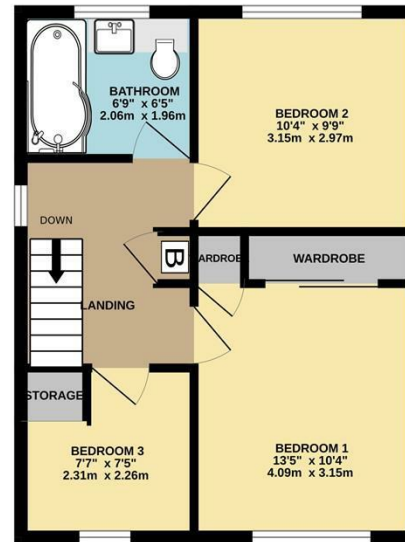 BATHROOM
6'9" x 6'5"
2.06m x 1.96m
BEDROOM 2
10'4" x 9'9"
3.15m x 2.97m
DOWN
B
ARDROE
WARDROBE
LANDING
STORAGE
BEDROOM 3
7'7" x 7'5"
2.31m x 2.26m
BEDROOM 1
13'5" x 10'4"
4.09m x 3.15m